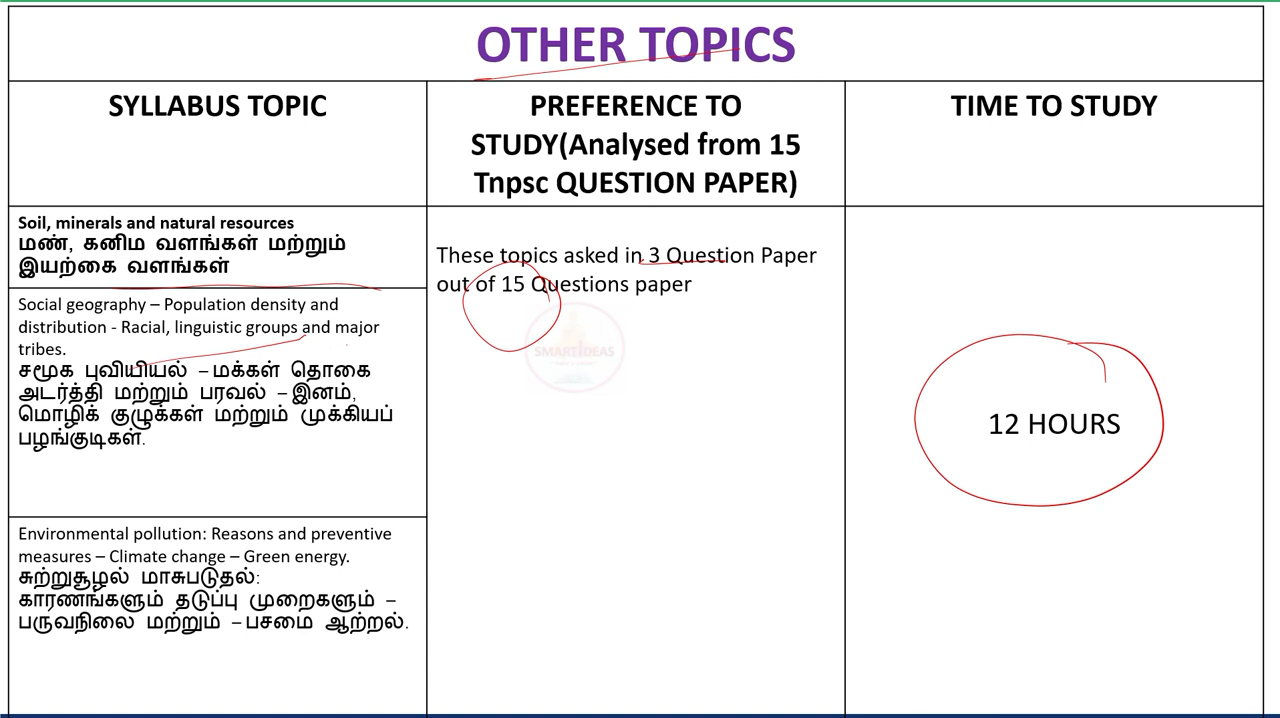 OTHER TOPICS
SYLLABUS TOPIC
PREFERENCE TO
STUDY(Analysed from 15
Tnpsc QUESTION PAPER)
TIME TO STUDY
Soil, minerals and natural resources
மண், கனிம வளங்கள் மற்றும்
இயற்கை வளங்கள்
These topics asked in 3 Question Paper
out of 15 Questions paper
Social geography – Population density and
distribution - Racial, linguistic groups and major
tribes.
சமூக புவியியல் – மக்கள் தொகை
அடர்த்தி மற்றும் பரவல் – இனம்,
மொழிக் குழுக்கள் மற்றும் முக்கியப்
பழங்குடிகள்.
12 HOURS
Environmental pollution: Reasons and preventive
measures – Climate change – Green energy.
சுற்றுசூழல் மாசுபடுதல்:
காரணங்களும் தடுப்பு முறைகளும் –
பருவநிலை மற்றும் – பசமை ஆற்றல்.
SMART IDEAS